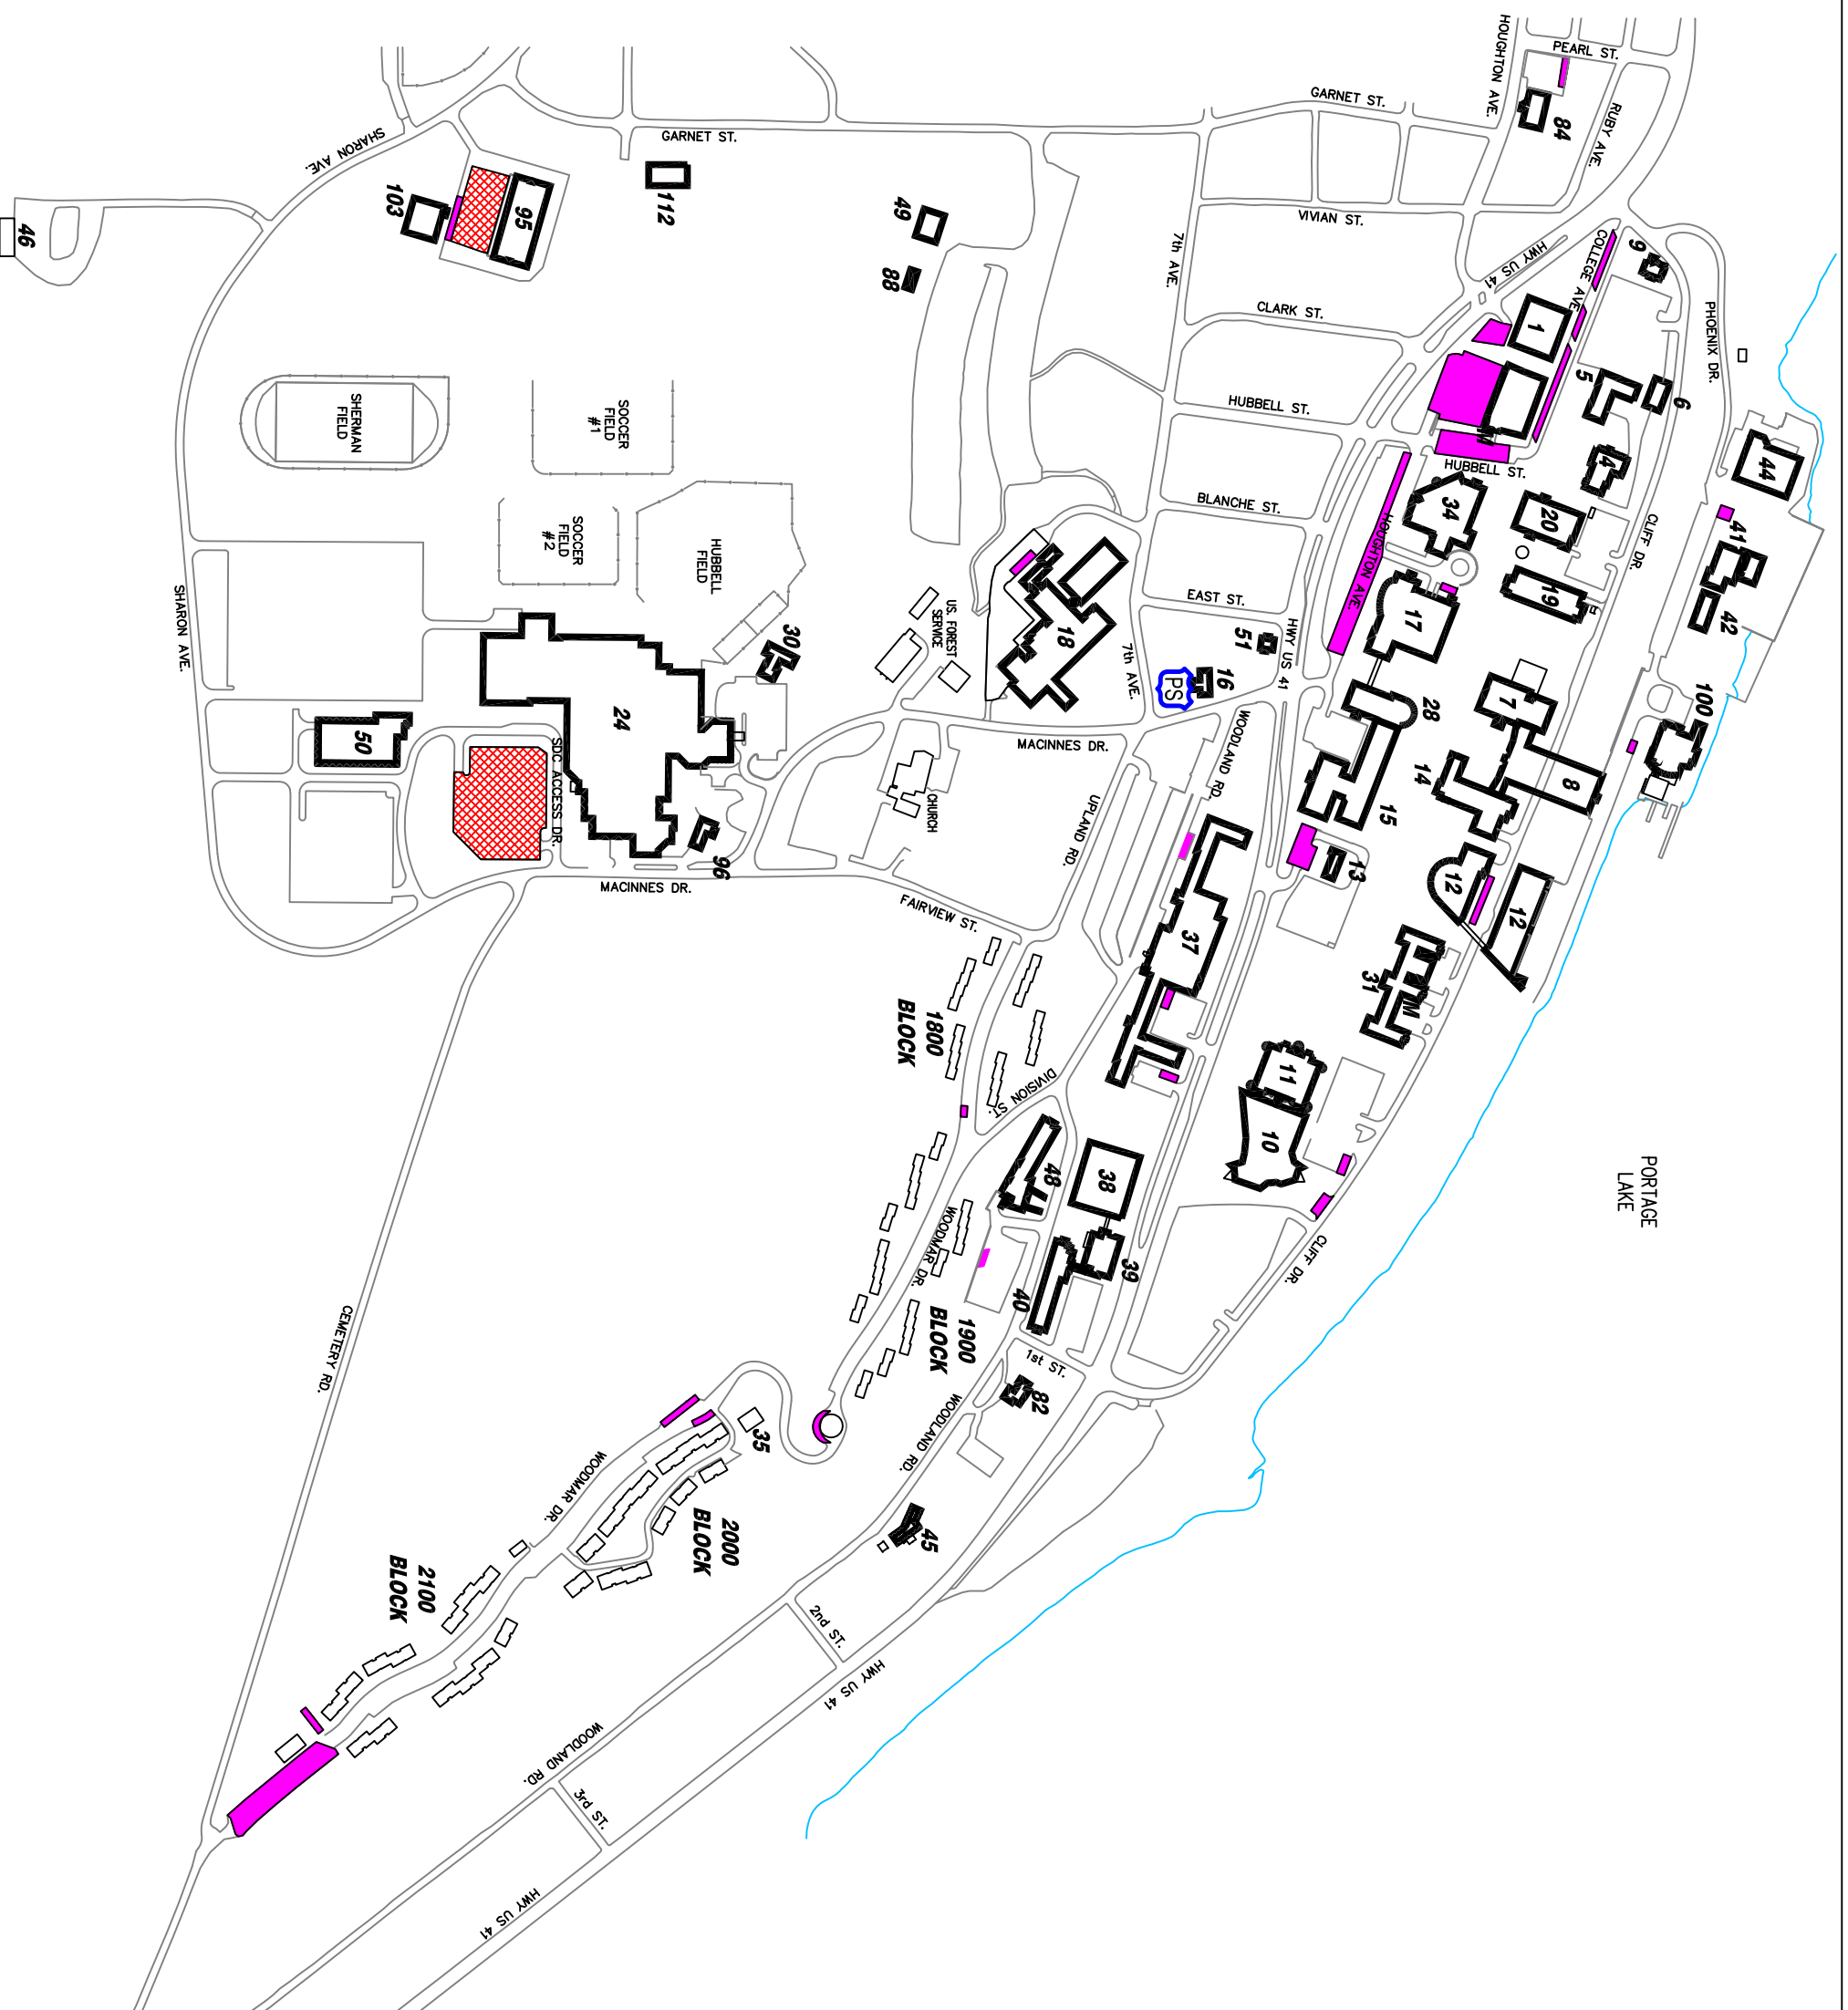 PEARL ST.
HOUGHTON AVE.
RUBY AVE.
84
GARNET ST.
GARNET ST.
SHARON AVE.
103
95
112
46
49
88
7th AVE.
VIVIAN ST.
HWY US 41
COLLEGE AVE.
9
PHOENIX DR.
1
CLARK ST.
5
6
HUBBELL ST.
M
HUBBELL ST.
4
44
34
20
CLIFF DR.
41
BLANCHE ST.
HOUGHTON AVE.
19
42
17
EAST ST.
51
HWY US 41
16
PS
18
7th AVE.
28
7
100
14
8
15
SHERMAN
FIELD
SOCCER
FIELD
#1
SOCCER
FIELD
#2
HUBBELL
FIELD
30
US. FOREST
SERVICE
SHARON AVE.
24
50
SDC ACCESS DR.
96
MACINNES DR.
MACINNES DR.
CHURCH
WOODLAND RD.
UPLAND RD.
FAIRVIEW ST.
13
12
12
37
31
M
11
10
PORTAGE
LAKE
1800
BLOCK
DIVISION ST.
48
38
39
40
CLIFF DR.
WOODMAR DR.
1900
BLOCK
1st ST.
82
WOODLAND RD.
CEMETERY RD.
35
WOODMAR DR.
2000
BLOCK
45
2100
BLOCK
2nd ST.
HWY US 41
WOODLAND RD.
3rd ST.
HWY US 41